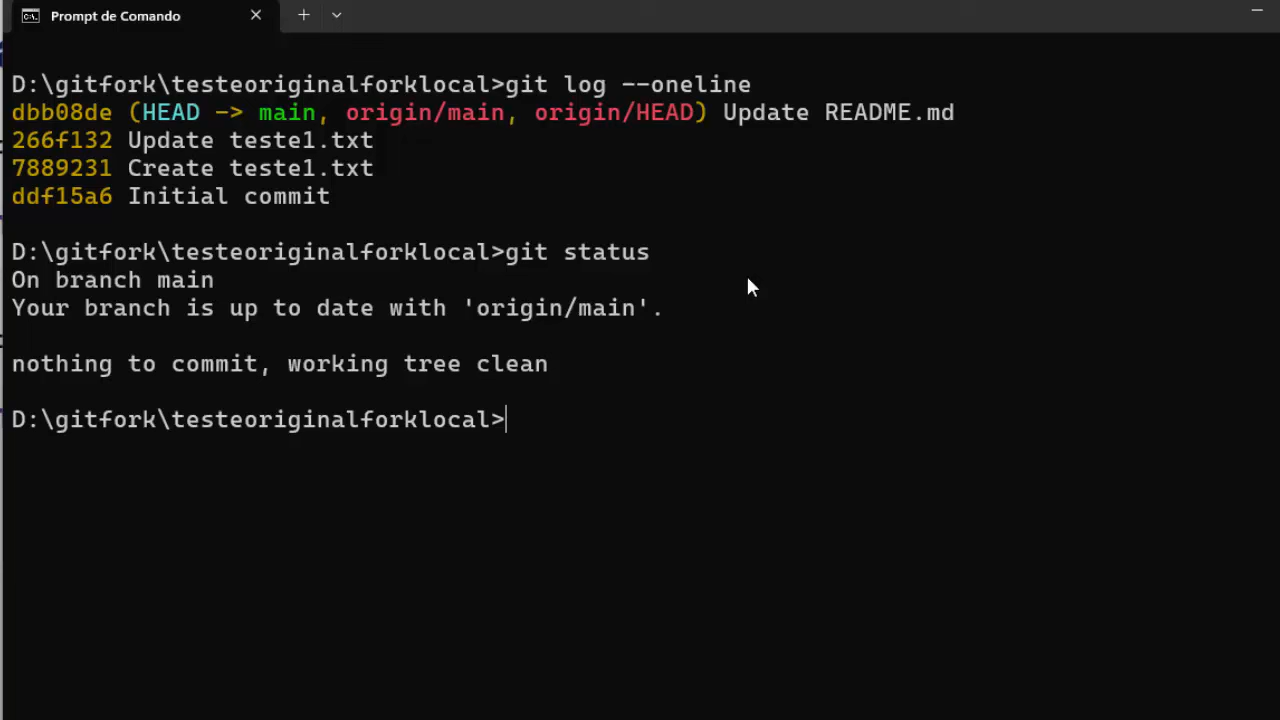 Prompt de Comando
D:\gitfork\testeoriginalforklocal>git log --oneline
dbb08de (HEAD -> main, origin/main, origin/HEAD) Update README.md
266f132 Update teste1.txt
7889231 Create teste1.txt
ddf15a6 Initial commit
D:\gitfork\testeoriginalforklocal>git status
On branch main
Your branch is up to date with 'origin/main'.
nothing to commit, working tree clean
D:\gitfork\testeoriginalforklocal>